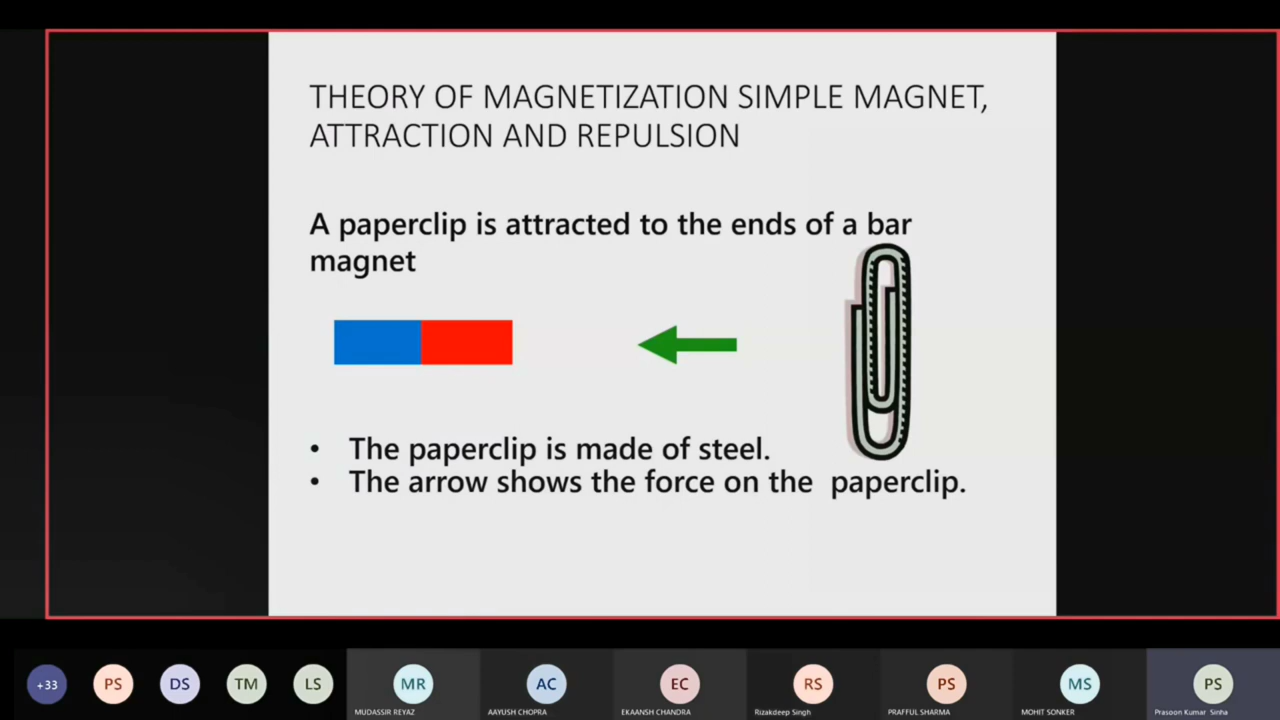 THEORY OF MAGNETIZATION SIMPLE MAGNET,
ATTRACTION AND REPULSION
A paperclip is attracted to the ends of a bar
magnet
• The paperclip is made of steel.
• The arrow shows the force on the paperclip.
+33
PS
DS
TM
LS
MR
AC
EC
RS
PS
MS
PS
MUDASSIR REYAZ
AAYUSH CHOPRA
EKAANSH CHANDRA
Rizakdeep Singh
PRAFFUL SHARMA
MOHIT SONKER
Prasoon Kumar Sinha